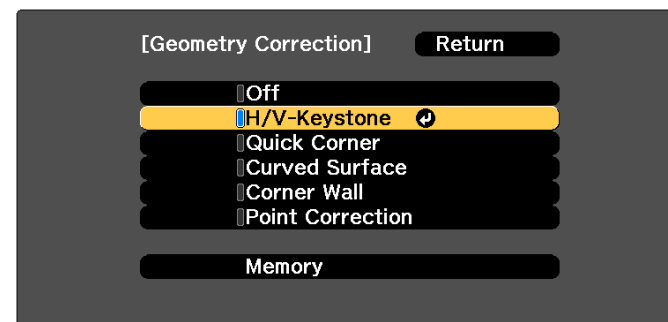 [Geometry Correction] Return
Off
H/V-Keystone
Quick Corner
Curved Surface
Corner Wall
Point Correction
Memory